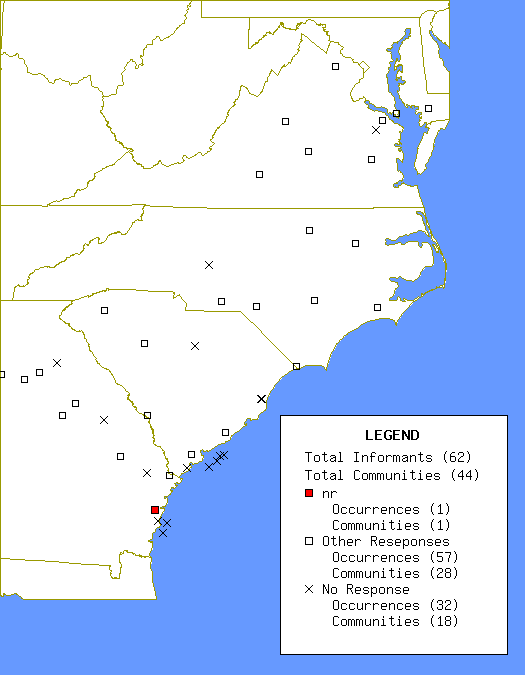 LEGEND
Total Informants (62)
Total Communities (44)
nr
Occurrences (1)
Communities (1)
Other Reseponses
Occurrences (57)
Communities (28)
No Response
Occurrences (32)
Communities (18)